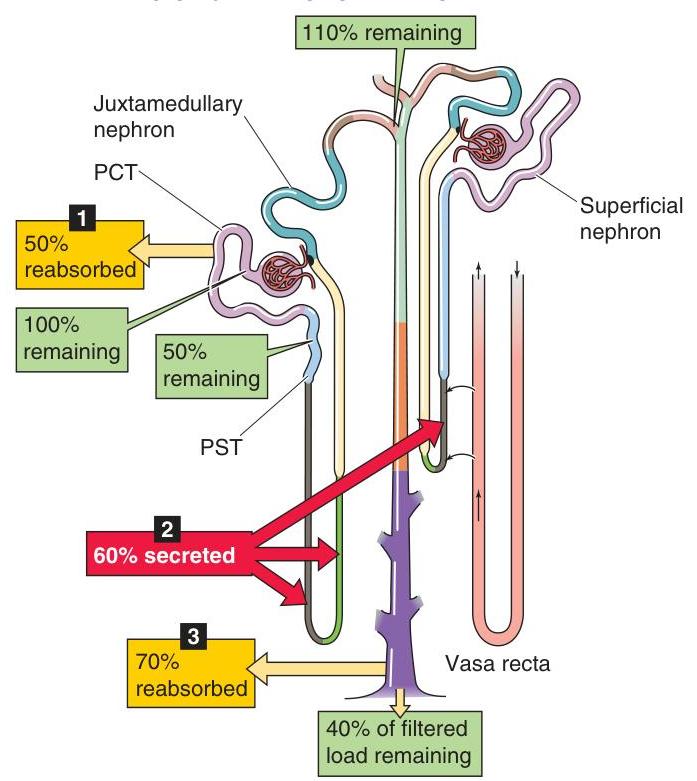 110% remaining
Juxtamedullary
nephron
PCT
Superficial
nephron
1
50%
reabsorbed
100%
remaining
50%
remaining
PST
2
60% secreted
3
70%
reabsorbed
Vasa recta
40% of filtered
load remaining